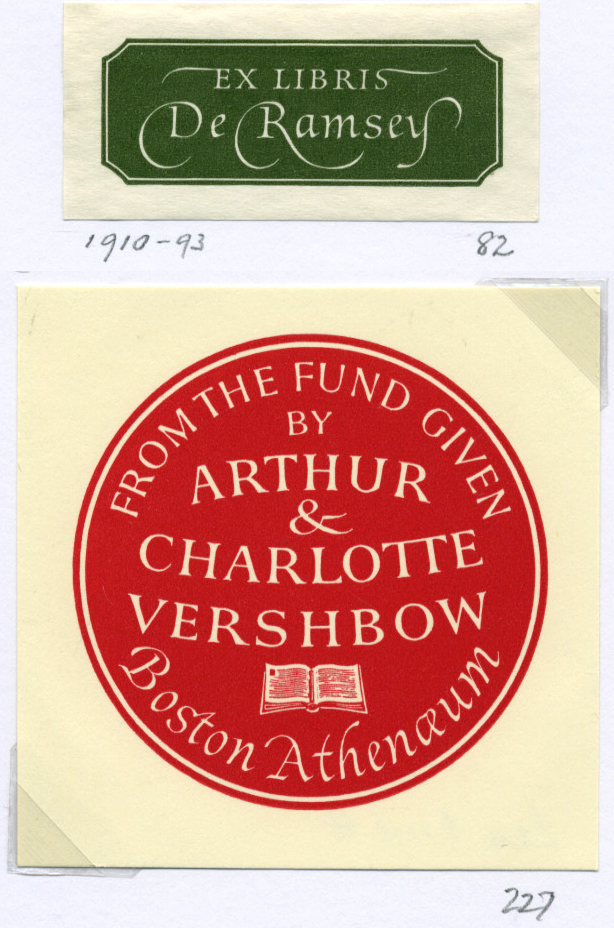 EX LIBRIS
De Ramsey
1910-93
82
FROM THE FUND GIVEN
BY
ARTHUR
&
CHARLOTTE
VERSHBOW
Boston Athenæum
227